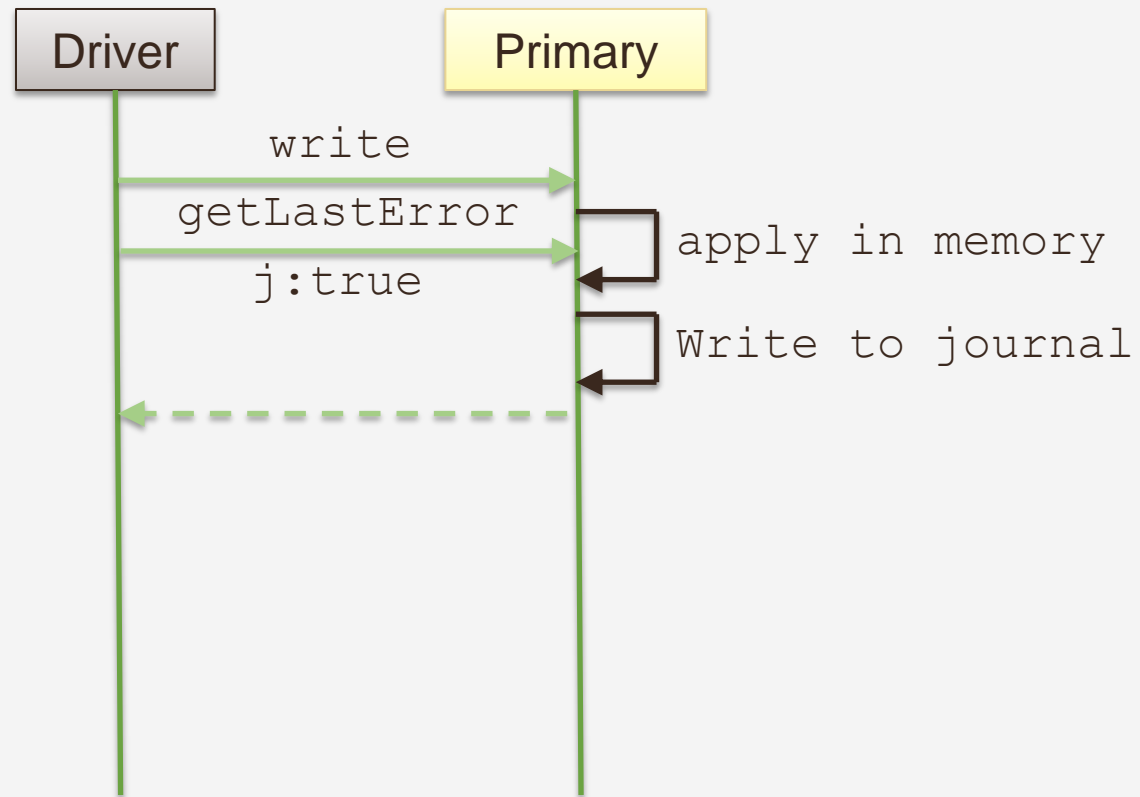 Driver
Primary
write
getLastError
apply in memory
j:true
Write to journal